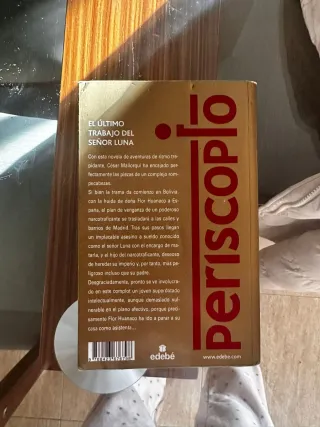 EL ÚLTIMO
TRABAJO DEL
SEÑOR LUNA
Con esta novela de aventuras de ritmo tre-
pidante, César Mallorquí ha encajado per-
fectamente las piezas de un complejo rom-
pecabezas.
Si bien la trama da comienzo en Bolivia,
con la huida de doña Flor Huanaco a Es-
paña, el plan de venganza de un poderoso
narcotraficante se trasladará a las calles y
barrios de Madrid. Tras sus pasos llegan
un implacable asesino a sueldo conocido
como el señor Luna con el encargo de ma-
tarla, y el hijo del narcotraficante, deseoso
de heredar su imperio y, por tanto, más pe-
ligroso incluso que su padre.
Desgraciadamente, pronto se ve involucra-
do en este complot un joven superdotado
intelectualmente, aunque demasiado vul-
nerable en el plano afectivo, porque preci-
samente Flor Huanaco ha ido a parar a su
casa como asistenta...
edebé
www.edebe.com
periscopio